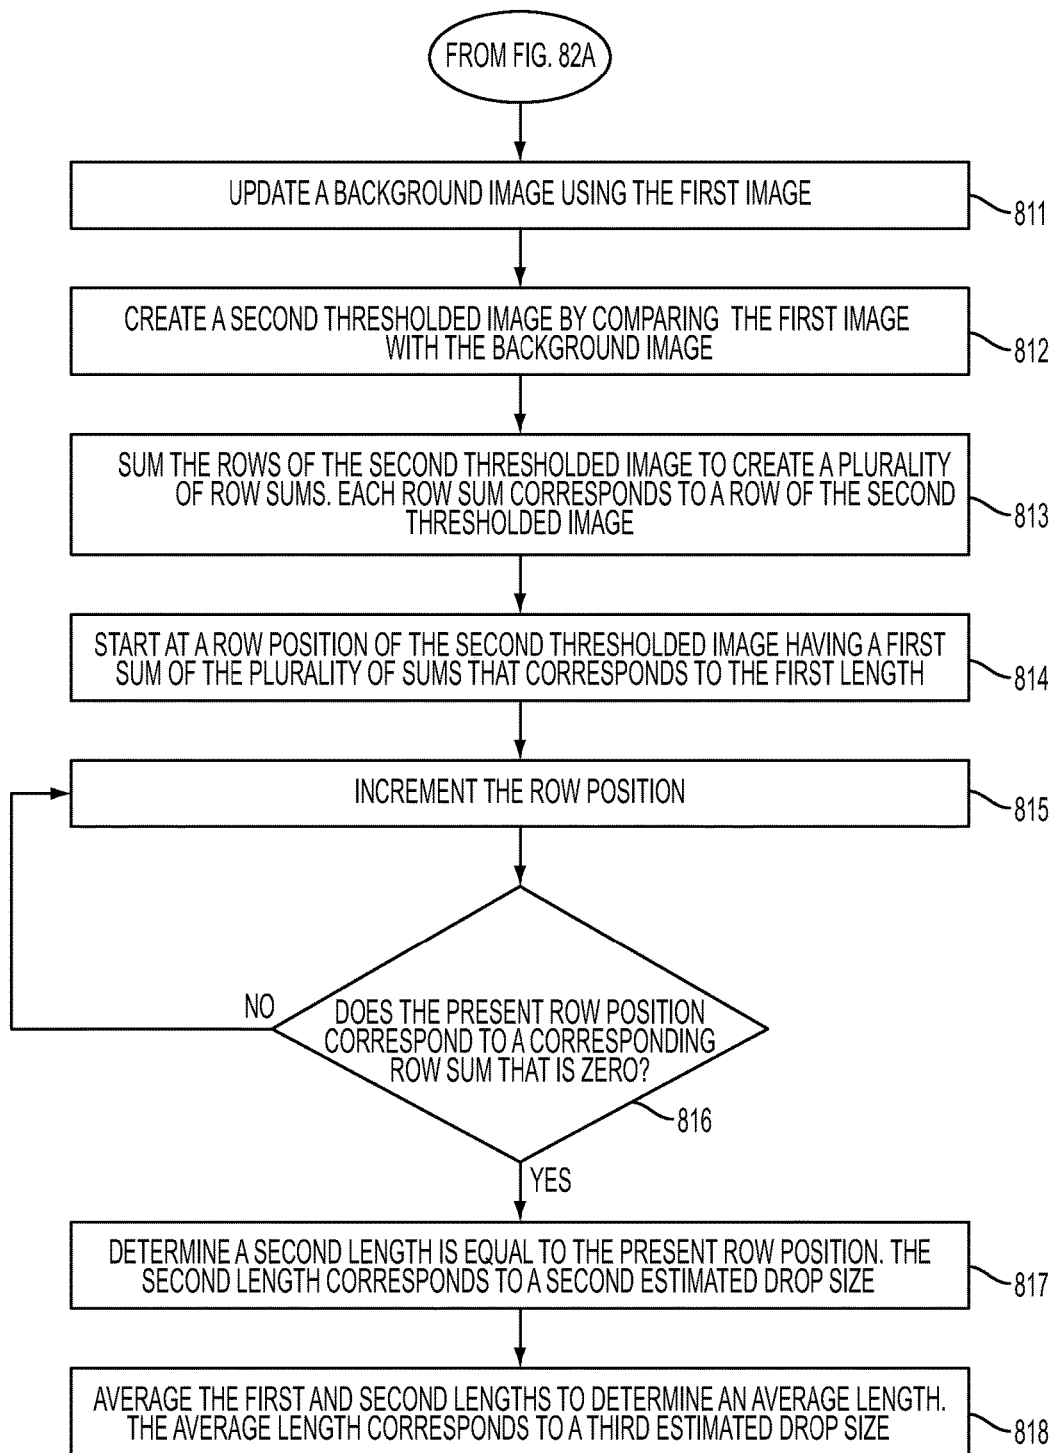 FROM FIG. 82A
UPDATE A BACKGROUND IMAGE USING THE FIRST IMAGE
811
CREATE A SECOND THRESHOLDED IMAGE BY COMPARING THE FIRST IMAGE
WITH THE BACKGROUND IMAGE
812
SUM THE ROWS OF THE SECOND THRESHOLDED IMAGE TO CREATE A PLURALITY
OF ROW SUMS. EACH ROW SUM CORRESPONDS TO A ROW OF THE SECOND
THRESHOLDED IMAGE
813
START AT A ROW POSITION OF THE SECOND THRESHOLDED IMAGE HAVING A FIRST
SUM OF THE PLURALITY OF SUMS THAT CORRESPONDS TO THE FIRST LENGTH
814
INCREMENT THE ROW POSITION
815
NO
DOES THE PRESENT ROW POSITION
CORRESPOND TO A CORRESPONDING
ROW SUM THAT IS ZERO?
816
YES
DETERMINE A SECOND LENGTH IS EQUAL TO THE PRESENT ROW POSITION. THE
SECOND LENGTH CORRESPONDS TO A SECOND ESTIMATED DROP SIZE
817
AVERAGE THE FIRST AND SECOND LENGTHS TO DETERMINE AN AVERAGE LENGTH.
THE AVERAGE LENGTH CORRESPONDS TO A THIRD ESTIMATED DROP SIZE
818